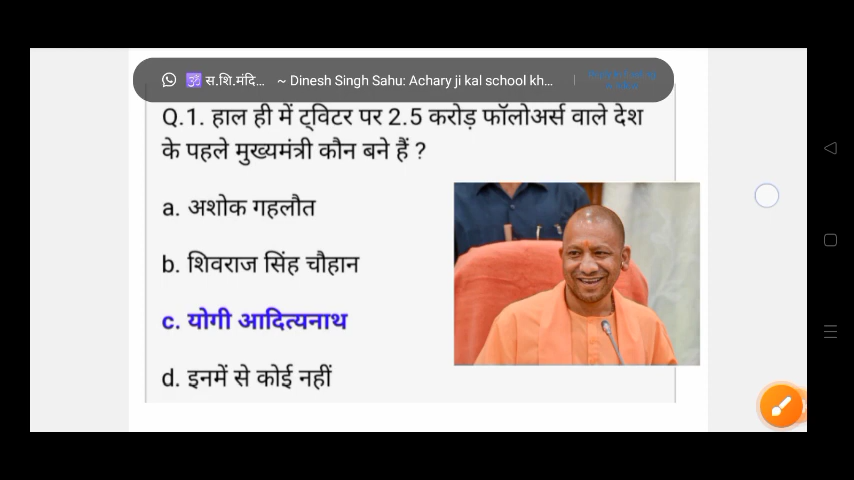 ॐ स.शि.मंदि... ~ Dinesh Singh Sahu: Achary ji kal school kh...
Q.1. हाल ही में ट्विटर पर 2.5 करोड़ फॉलोअर्स वाले देश
के पहले मुख्यमंत्री कौन बने हैं ?
a. अशोक गहलौत
b. शिवराज सिंह चौहान
c. योगी आदित्यनाथ
d. इनमें से कोई नहीं